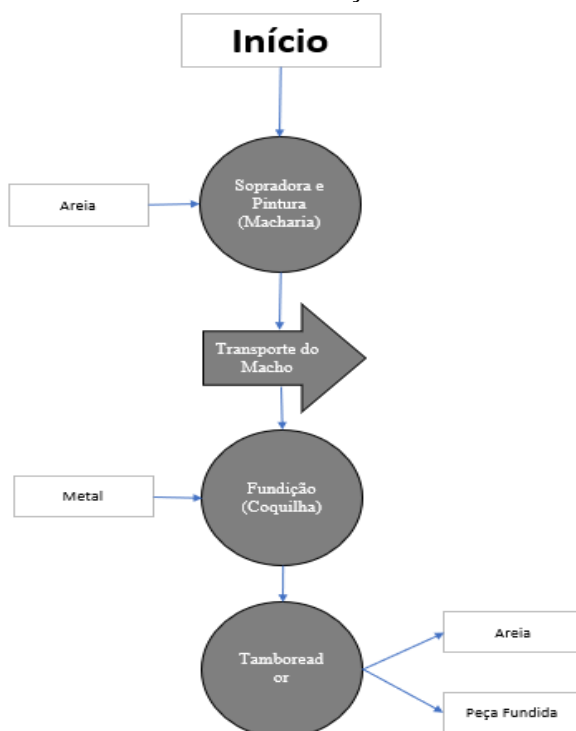 Início
Sopradora e
Pintura
(Macharia)
Areia
Transporte do
Macho
Fundição
(Coquilha)
Metal
Tamboread
or
Areia
Peça Fundida